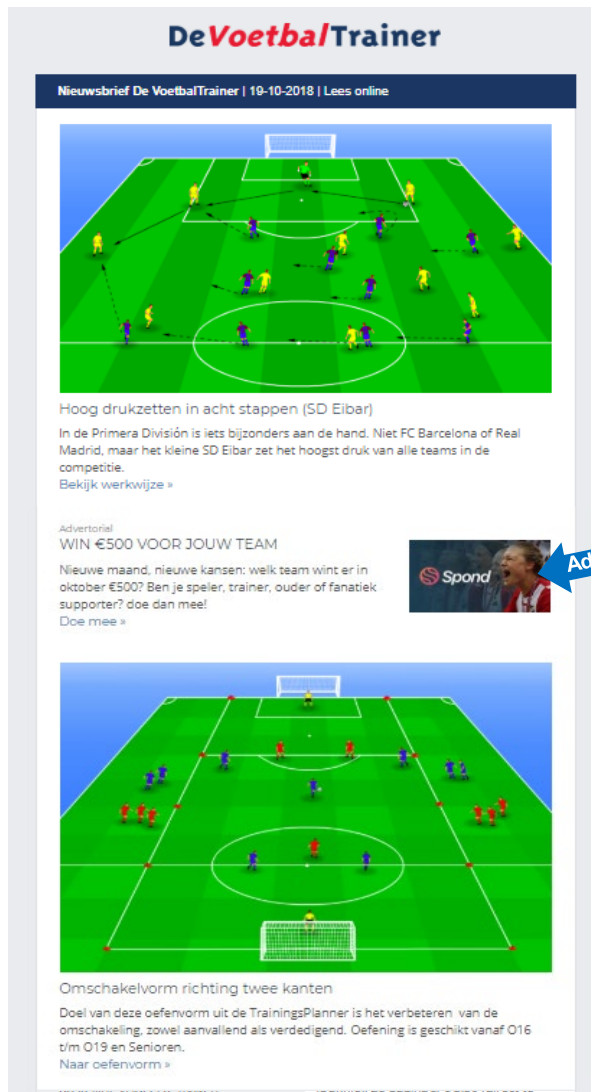 DeVoetbalTrainer
Nieuwsbrief De VoetbalTrainer | 19-10-2018 | Lees online
Hoog drukzetten in acht stappen (SD Eibar)
In de Primera División is iets bijzonders aan de hand. Niet FC Barcelona of Real
Madrid, maar het kleine SD Eibar zet het hoogst druk van alle teams in de
competitie.
Bekijk werkwijze »
Advertorial
WIN €500 VOOR JOUW TEAM
Nieuwe maand, nieuwe kansen: welk team wint er in
oktober €500? Ben je speler, trainer, ouder of fanatiek
supporter? doe dan mee!
Doe mee »
Spond
Ad
Omschakelvorm richting twee kanten
Doel van deze oefenvorm uit de TrainingsPlanner is het verbeteren van de
omschakeling, zowel aanvallend als verdedigend. Oefening is geschikt vanaf O16
t/m O19 en Senioren.
Naar oefenvorm »